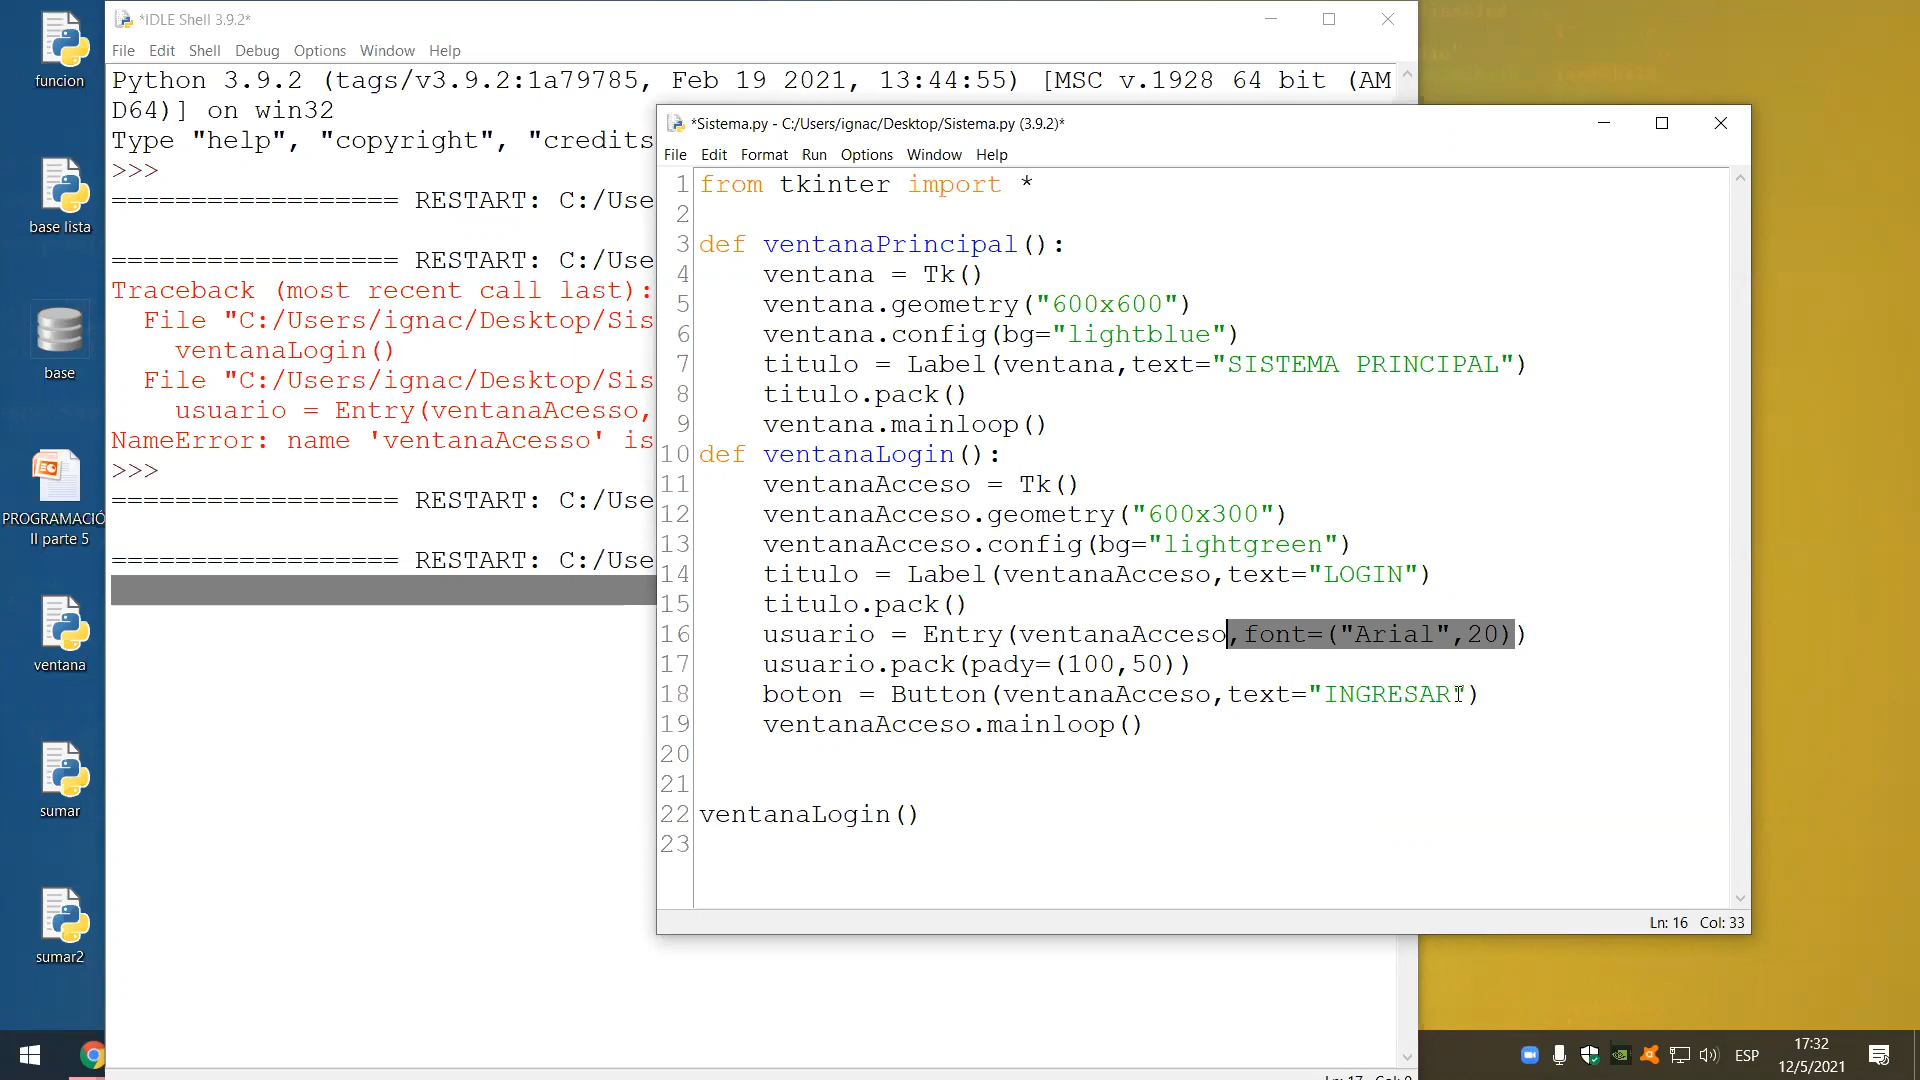 *IDLE Shell 3.9.2*
File Edit Shell Debug Options Window Help
Python 3.9.2 (tags/v3.9.2:1a79785, Feb 19 2021, 13:44:55) [MSC v.1928 64 bit (AM
D64)] on win32
Type "help", "copyright", "credits
>>>
================== RESTART: C:/Use
================== RESTART: C:/Use
Traceback (most recent call last):
File "C:/Users/ignac/Desktop/Sis
ventanaLogin()
File "C:/Users/ignac/Desktop/Sis
usuario = Entry(ventanaAcesso,
NameError: name 'ventanaAcesso' is
>>>
================== RESTART: C:/Use
================== RESTART: C:/Use
*Sistema.py - C:/Users/ignac/Desktop/Sistema.py (3.9.2)*
File Edit Format Run Options Window Help
1 from tkinter import *
2
3 def ventanaPrincipal():
4 ventana = Tk()
5 ventana.geometry("600x600")
6 ventana.config(bg="lightblue")
7 titulo = Label(ventana,text="SISTEMA PRINCIPAL")
8 titulo.pack()
9 ventana.mainloop()
10 def ventanaLogin():
11 ventanaAcceso = Tk()
12 ventanaAcceso.geometry("600x300")
13 ventanaAcceso.config(bg="lightgreen")
14 titulo = Label(ventanaAcceso,text="LOGIN")
15 titulo.pack()
16 usuario = Entry(ventanaAcceso,font=("Arial",20))
17 usuario.pack(pady=(100,50))
18 boton = Button(ventanaAcceso,text="INGRESAR")
19 ventanaAcceso.mainloop()
20
21
22 ventanaLogin()
23
Ln: 16 Col: 33
funcion
base lista
base
PROGRAMACIÓ
II parte 5
ventana
sumar
sumar2
ESP
17:32
12/5/2021